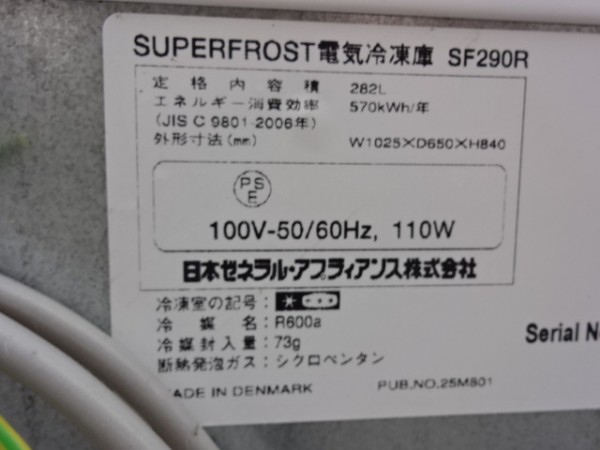 SUPERFROST電気冷凍庫 SF290R
定格内容積 282L
エネルギー消費効率 570kWh/年
(JIS C 9801-2006年)
外形寸法(mm) W1025×D650×H840
PSE
100V-50/60Hz, 110W
日本ゼネラル・アプライアンス株式会社
冷凍室の記号:
冷媒名: R600a
冷媒封入量: 73g
断熱発泡ガス: シクロペンタン
Serial N
ADE IN DENMARK PUB.NO.25M801